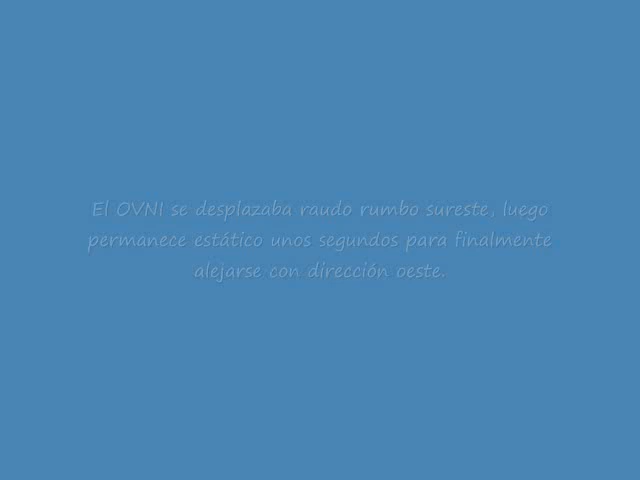 El OVNI se desplazaba raudo rumbo sureste, luego
permanece estático unos segundos para finalmente
alejarse con dirección oeste.